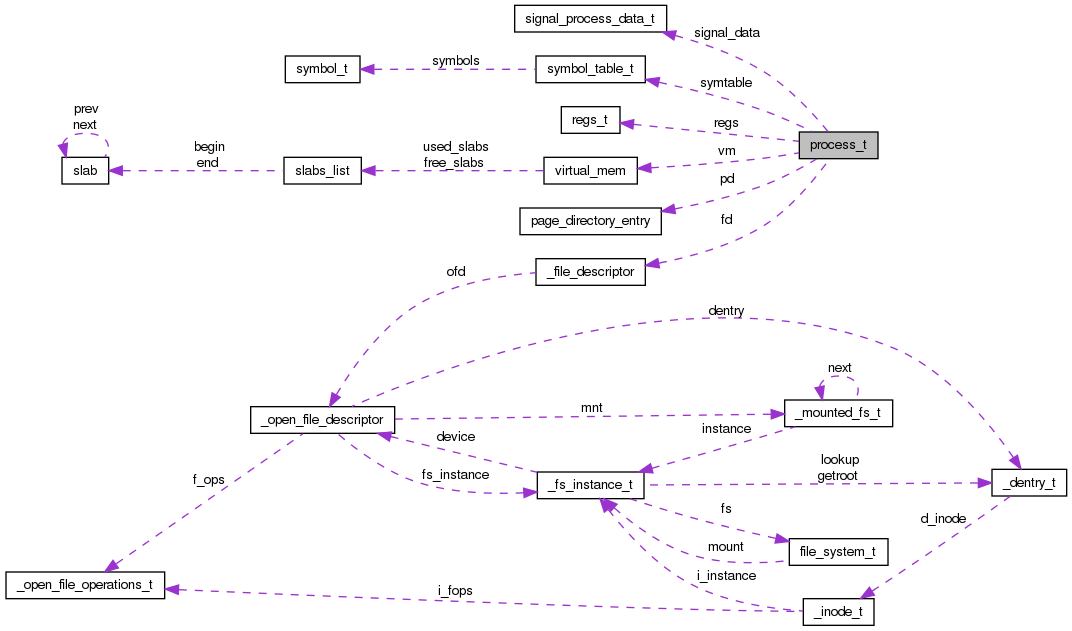 signal_process_data_t
signal_data
symbol_t
symbols
symbol_table_t
symtable
prev
next
regs_t
regs
process_t
begin
end
used_slabs
free_slabs
vm
slab
slabs_list
virtual_mem
pd
page_directory_entry
fd
_file_descriptor
ofd
dentry
next
_open_file_descriptor
mnt
_mounted_fs_t
instance
device
lookup
getroot
f_ops
fs_instance
_fs_instance_t
_dentry_t
fs
d_inode
mount
file_system_t
_open_file_operations_t
i_fops
i_instance
_inode_t